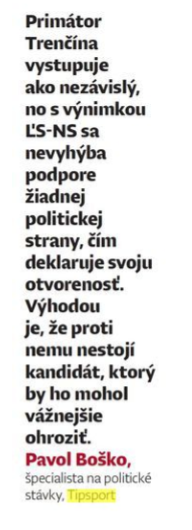 Primátor
Trenčína
vystupuje
ako nezávislý,
no s výnimkou
ĽS-NS sa
nevyhýba
podpore
žiadnej
politickej
strany, čím
deklaruje svoju
otvorenosť.
Výhodou
je, že proti
nemu nestojí
kandidát, ktorý
by ho mohol
vážnejšie
ohroziť.
Pavol Boško,
špecialista na politické
stávky, Tipsport